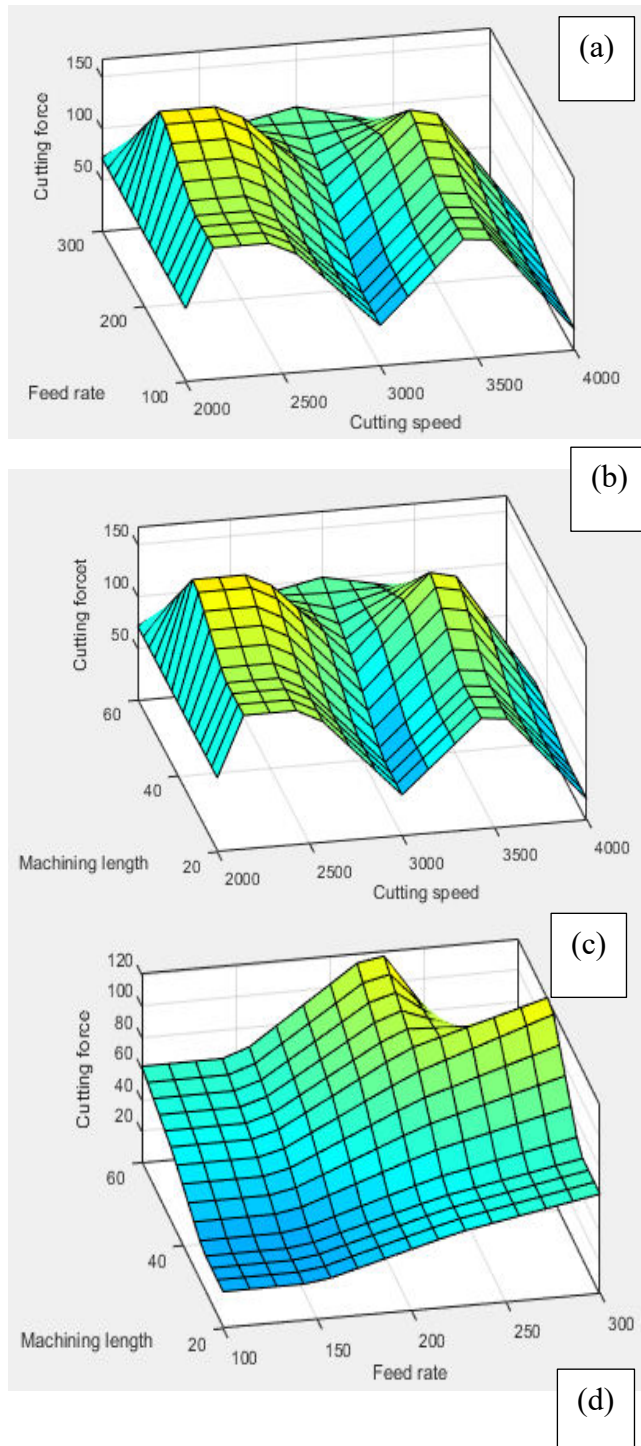 (a)
150
100
50
Cutting force
300
200
100
Feed rate
2000
2500
3000
3500
4000
Cutting speed
(b)
150
100
50
Cutting forcet
60
40
20
Machining length
2000
2500
3000
3500
4000
Cutting speed
(c)
120
100
80
60
40
20
Cutting force
60
40
20
Machining length
100
150
200
250
300
Feed rate
(d)